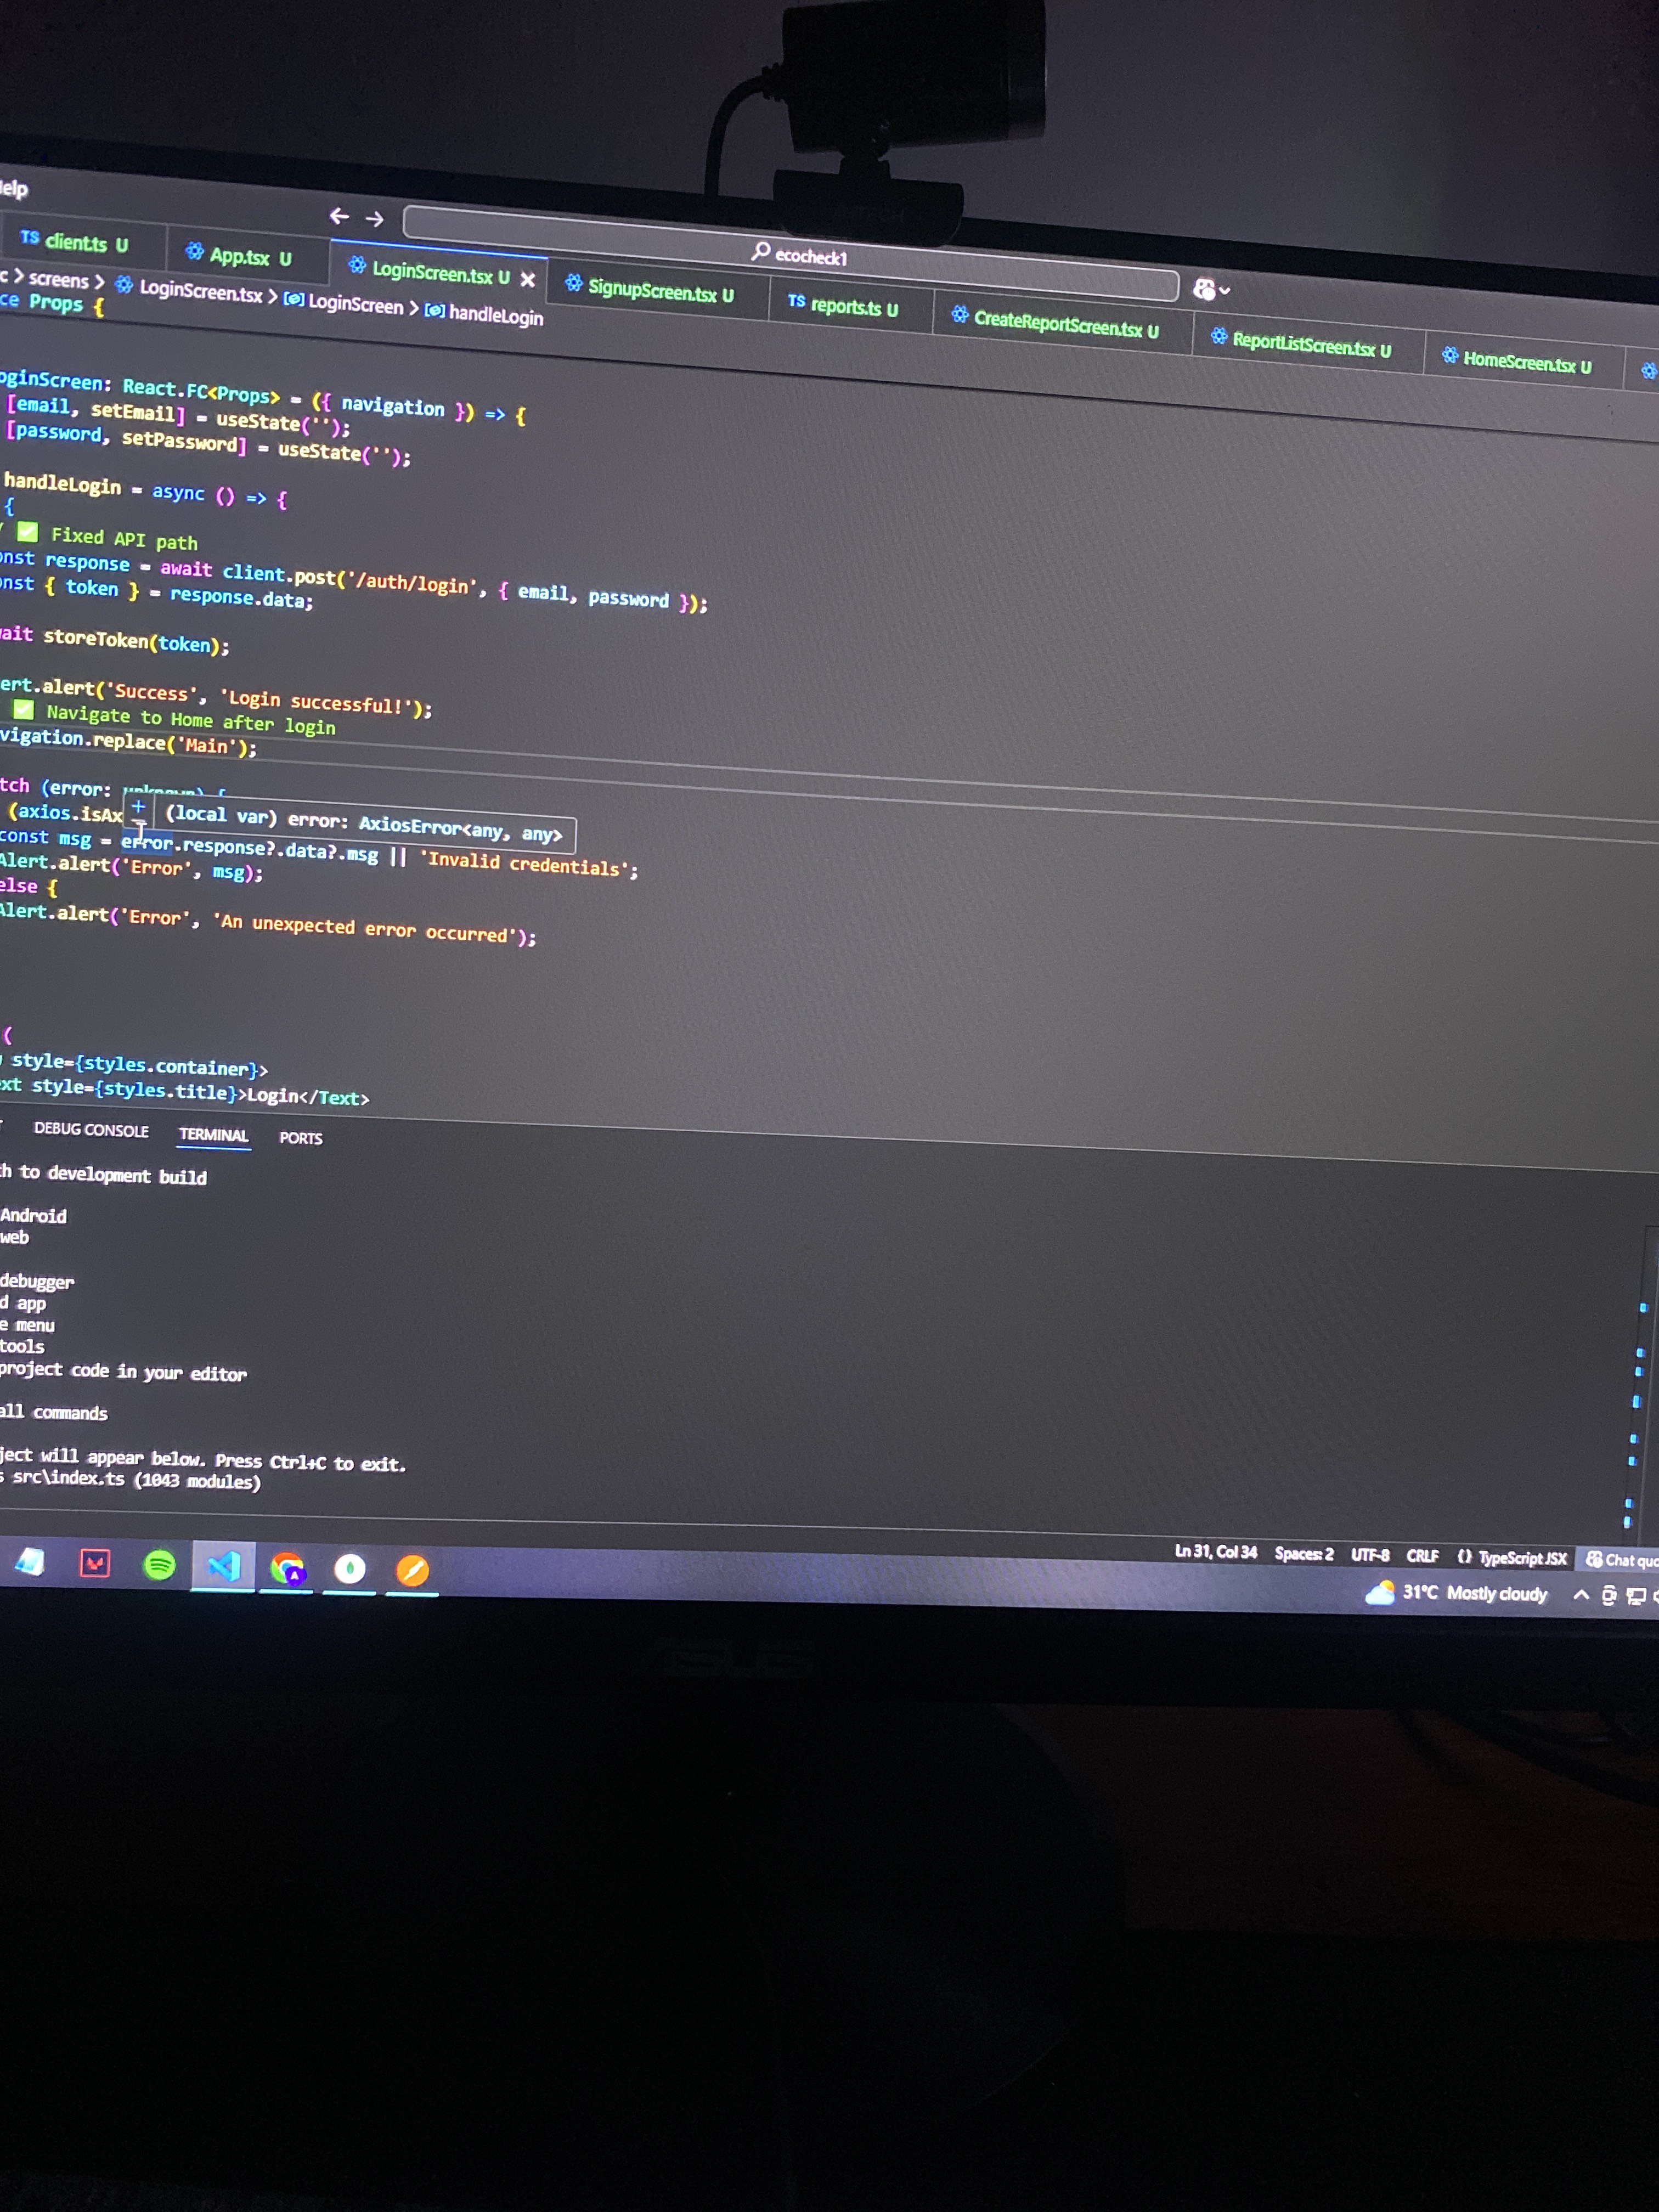 Help
ecocheck1
TS client.ts U
App.tsx U
LoginScreen.tsx U
SignupScreen.tsx U
TS reports.ts U
CreateReportScreen.tsx U
ReportListScreen.tsx U
HomeScreen.tsx U
c > screens > LoginScreen.tsx > LoginScreen > handleLogin
ce Props {
oginScreen: React.FC<Props> = ({ navigation }) => {
[email, setEmail] = useState('');
[password, setPassword] = useState('');
handleLogin = async () => {
{
/ ✅ Fixed API path
onst response = await client.post('/auth/login', { email, password });
onst { token } = response.data;
wait storeToken(token);
ert.alert('Success', 'Login successful!');
✅ Navigate to Home after login
vigation.replace('Main');
tch (error: unknown) {
(axios.isAx
(local var) error: AxiosError<any, any>
const msg = error.response?.data?.msg || 'Invalid credentials';
Alert.alert('Error', msg);
else {
Alert.alert('Error', 'An unexpected error occurred');
(
style={styles.container}>
ext style={styles.title}>Login</Text>
DEBUG CONSOLE
TERMINAL
PORTS
ch to development build
Android
web
debugger
d app
e menu
tools
project code in your editor
all commands
ject will appear below. Press Ctrl+C to exit.
s src\index.ts (1043 modules)
Ln 31, Col 34
Spaces: 2
UTF-8
CRLF
{} TypeScript JSX
Chat quo
31°C Mostly cloudy
ASUS